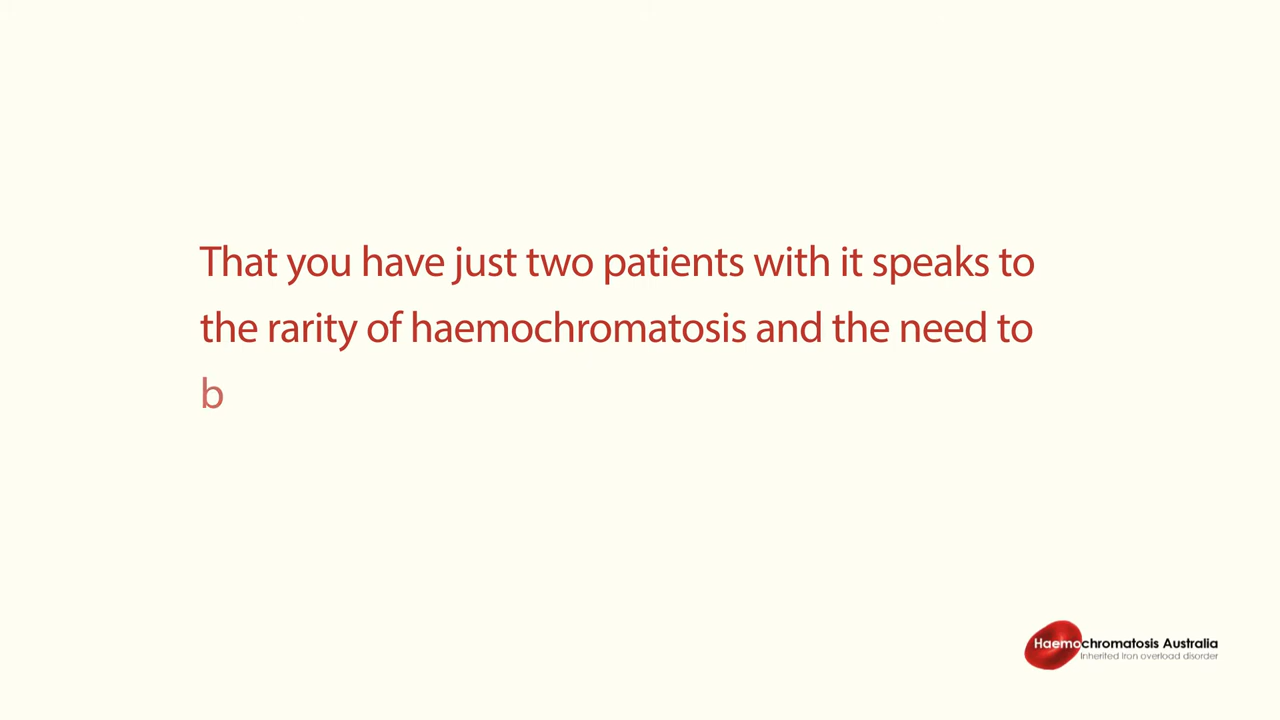 That you have just two patients with it speaks to
the rarity of haemochromatosis and the need to
b
Haemochromatosis Australia
Inherited Iron overload disorder